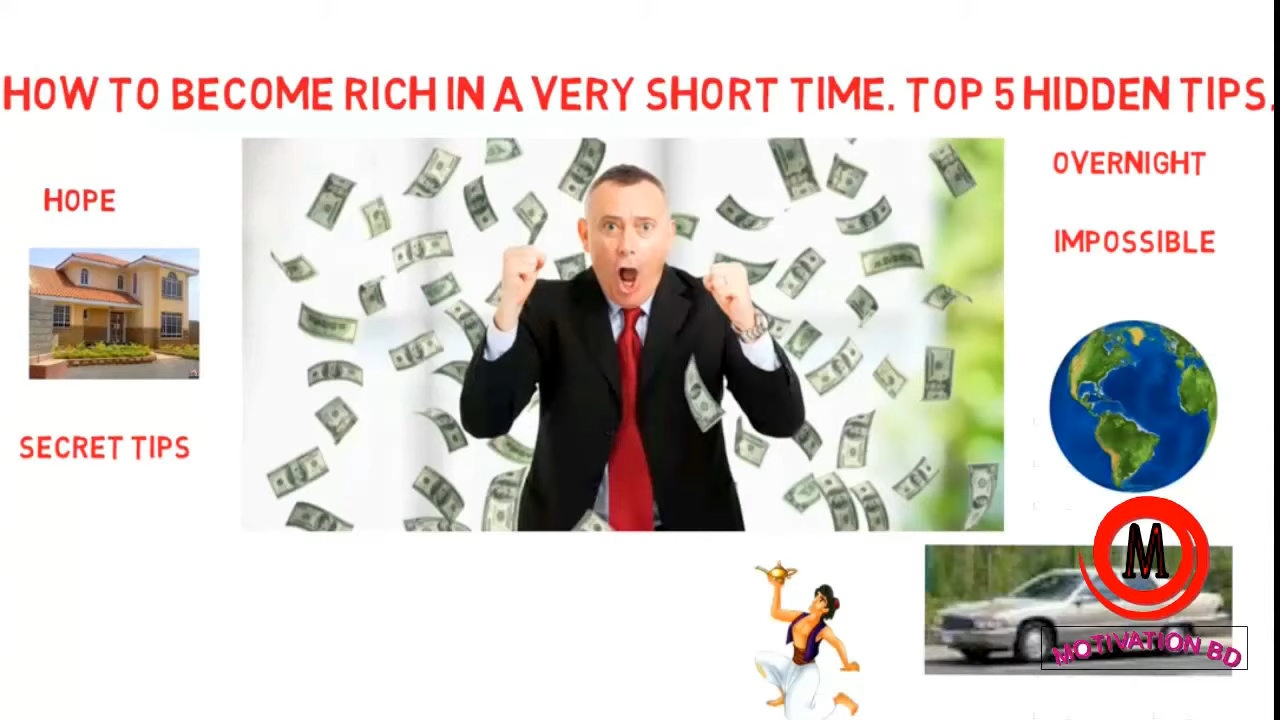 HOW TO BECOME RICH IN A VERY SHORT TIME. TOP 5 HIDDEN TIPS.
OVERNIGHT
HOPE
IMPOSSIBLE
SECRET TIPS
M
MOTIVATION BD